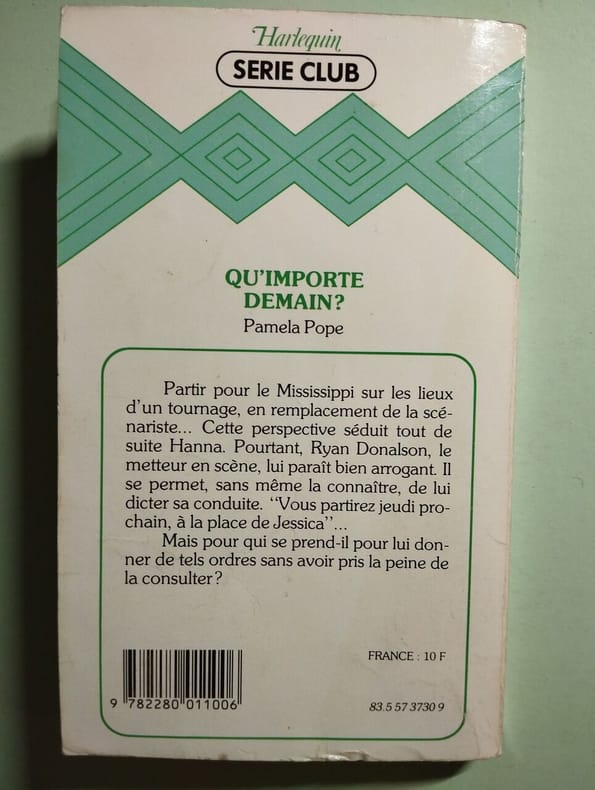 Harlequin
SERIE CLUB
QU'IMPORTE
DEMAIN?
Pamela Pope
Partir pour le Mississippi sur les lieux
d'un tournage, en remplacement de la scé-
nariste... Cette perspective séduit tout de
suite Hanna. Pourtant, Ryan Donalson, le
metteur en scène, lui paraît bien arrogant. Il
se permet, sans même la connaître, de lui
dicter sa conduite. "Vous partirez jeudi pro-
chain, à la place de Jessica"...
Mais pour qui se prend-il pour lui don-
ner de tels ordres sans avoir pris la peine de
la consulter?
FRANCE : 10 F
9 782280 011006
83.5 57 3730 9